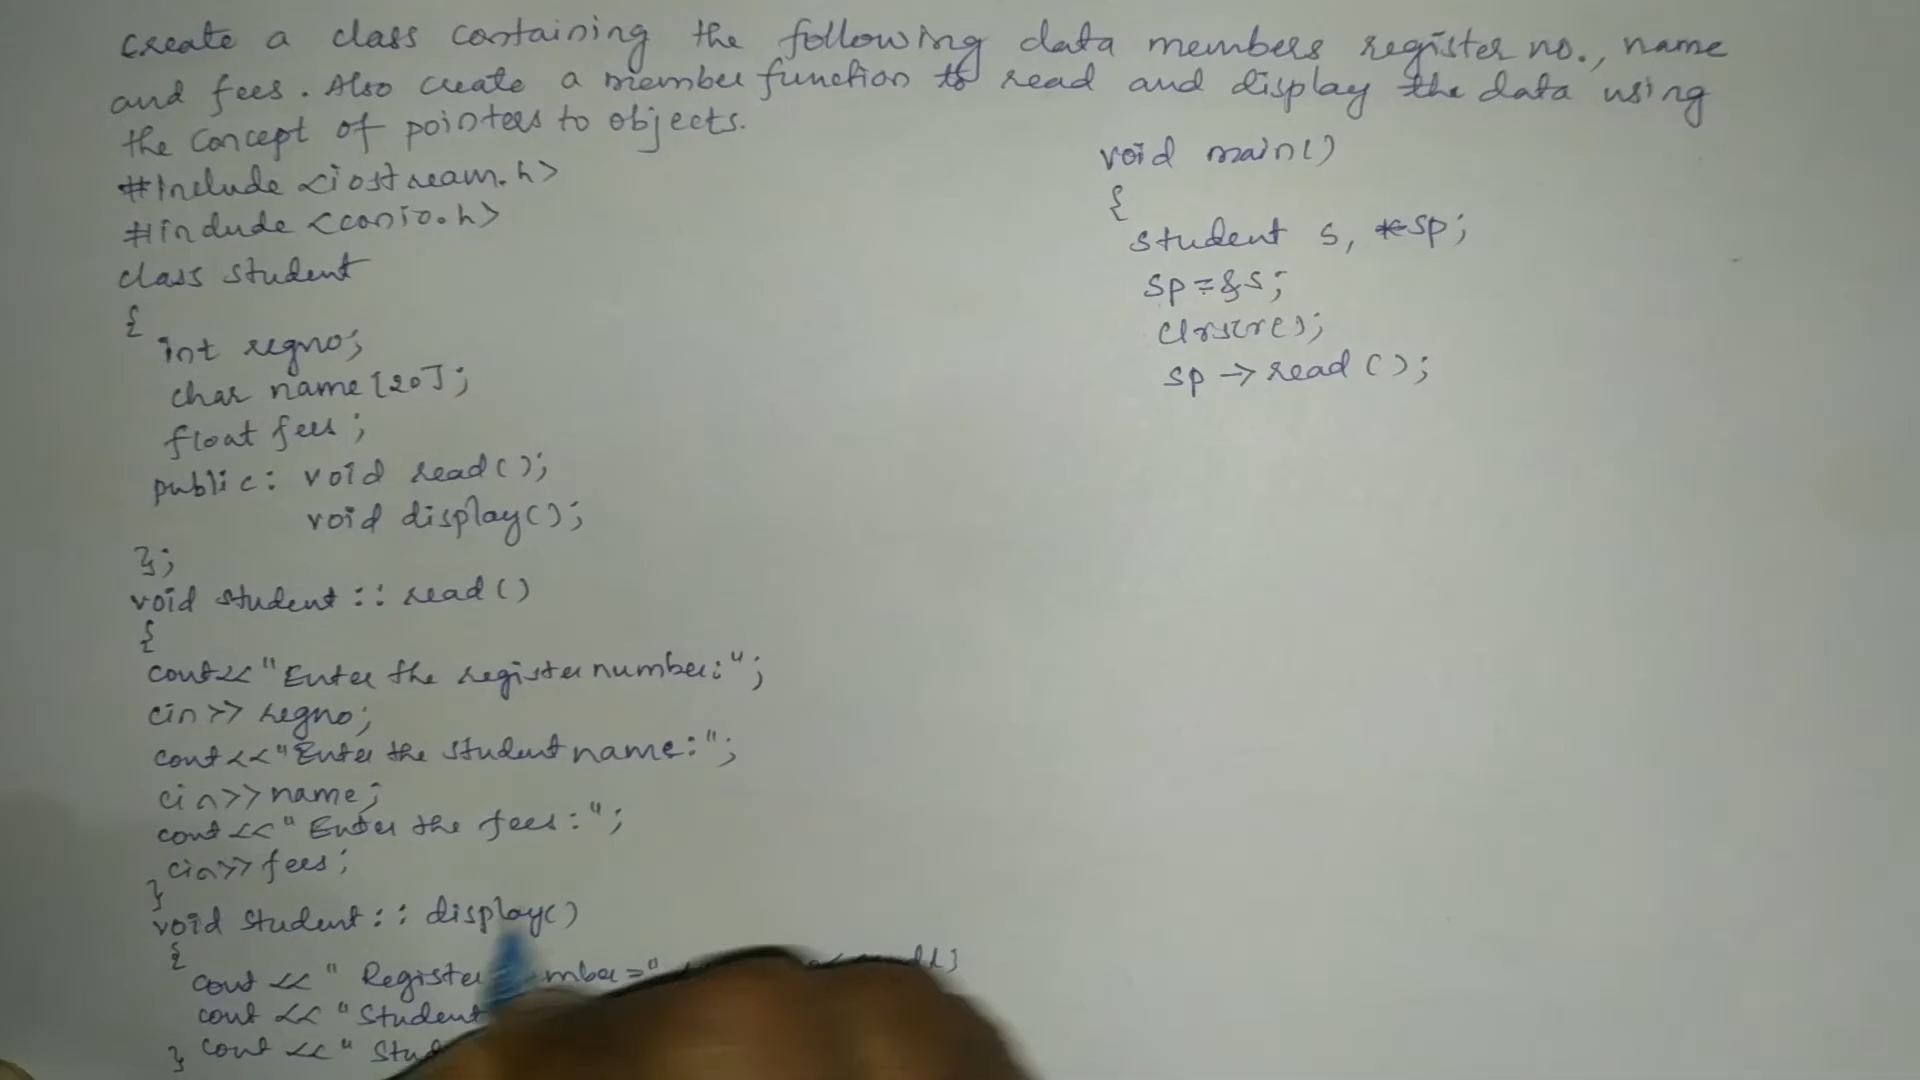 Create a class containing the following data members register no., name
and fees. Also create a member function to read and display the data using
the concept of pointers to objects.
#include <iostream.h>
#include <conio.h>
class student
{
int regno;
char name[20];
float fees;
public: void read();
void display();
};
void student::read()
{
cout<<"Enter the register number:";
cin>>regno;
cout<<"Enter the student name:";
cin>>name;
cout<<"Enter the fees:";
cin>>fees;
}
void student::display()
{
cout<<"Register
cout<<"Student
} cout<<"
void main()
{
student s, *sp;
sp=&s;
clrscr();
sp->read();